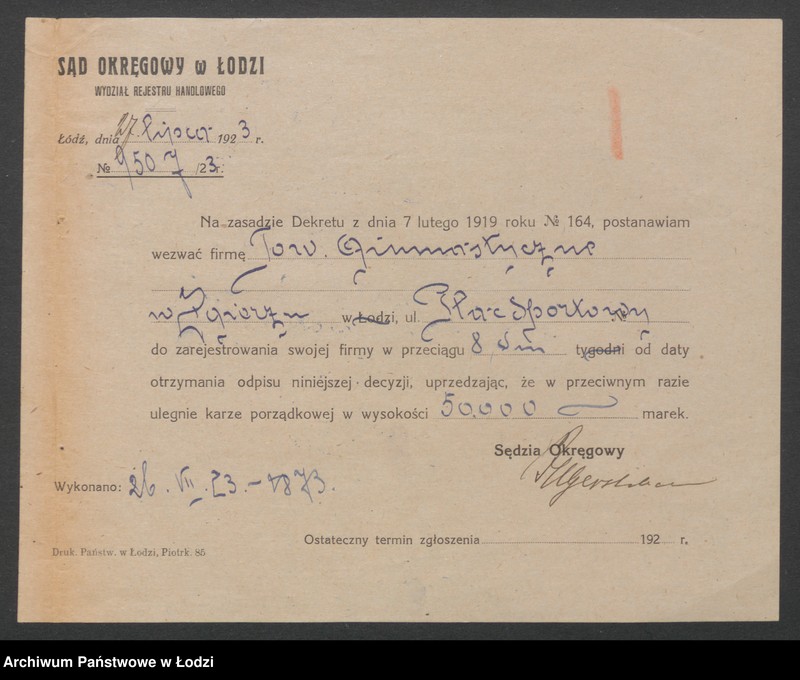 SĄD OKRĘGOWY w ŁODZI
WYDZIAŁ REJESTRU HANDLOWEGO
Łódź, dnia 27. lipca 1923 r.
№ 9507/23r.
Na zasadzie Dekretu z dnia 7 lutego 1919 roku № 164, postanawiam
wezwać firmę Tow. Gimnastyczne
w Zgierzu w Łodzi, ul. Plac Sportowy
do zarejestrowania swojej firmy w przeciągu 8 dni tygodni od daty
otrzymania odpisu niniéjszej decyzji, uprzedzając, że w przeciwnym razie
ulegnie karze porządkowej w wysokości 50.000 marek.
Sędzia Okręgowy
Wykonano: 26. VII. 23. - 1873.
Ostateczny termin zgłoszenia 192 r.
Druk. Państw. w Łodzi, Piotrk. 85
Archiwum Państwowe w Łodzi